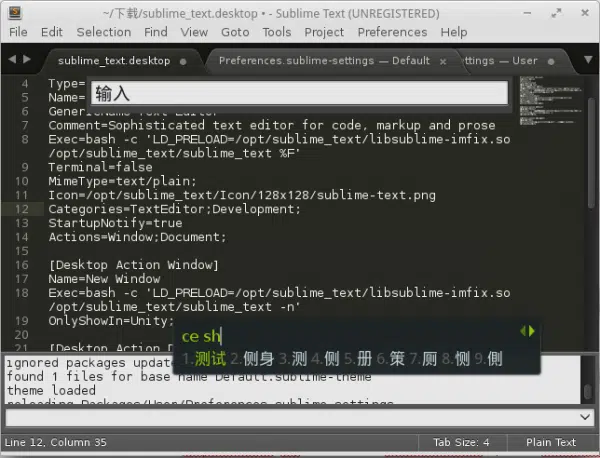 ~/下载/sublime_text.desktop • - Sublime Text (UNREGISTERED)
File Edit Selection Find View Goto Tools Project Preferences Help
sublime_text.desktop
Preferences.sublime-settings — Default
ttings — User
4 Type=
输入
5 Name=
6 GenericName=Text Editor
7 Comment=Sophisticated text editor for code, markup and prose
8 Exec=bash -c 'LD_PRELOAD=/opt/sublime_text/libsublime-imfix.so
/opt/sublime_text/sublime_text %F'
9 Terminal=false
10 MimeType=text/plain;
11 Icon=/opt/sublime_text/Icon/128x128/sublime-text.png
12 Categories=TextEditor;Development;
13 StartupNotify=true
14 Actions=Window;Document;
15
16 [Desktop Action Window]
17 Name=New Window
18 Exec=bash -c 'LD_PRELOAD=/opt/sublime_text/libsublime-imfix.so
/opt/sublime_text/sublime_text -n'
19 OnlyShowIn=Unity;
20
21 [Desktop Action D
ce sh
1.测试 2.侧身 3.测 4.侧 5.册 6.策 7.厕 8.恻 9.側
ignored packages updat
found 1 files for base name Default.sublime-theme
theme loaded
reloading Packages/User/Preferences.sublime-settings
Line 12, Column 35
Tab Size: 4
Plain Text